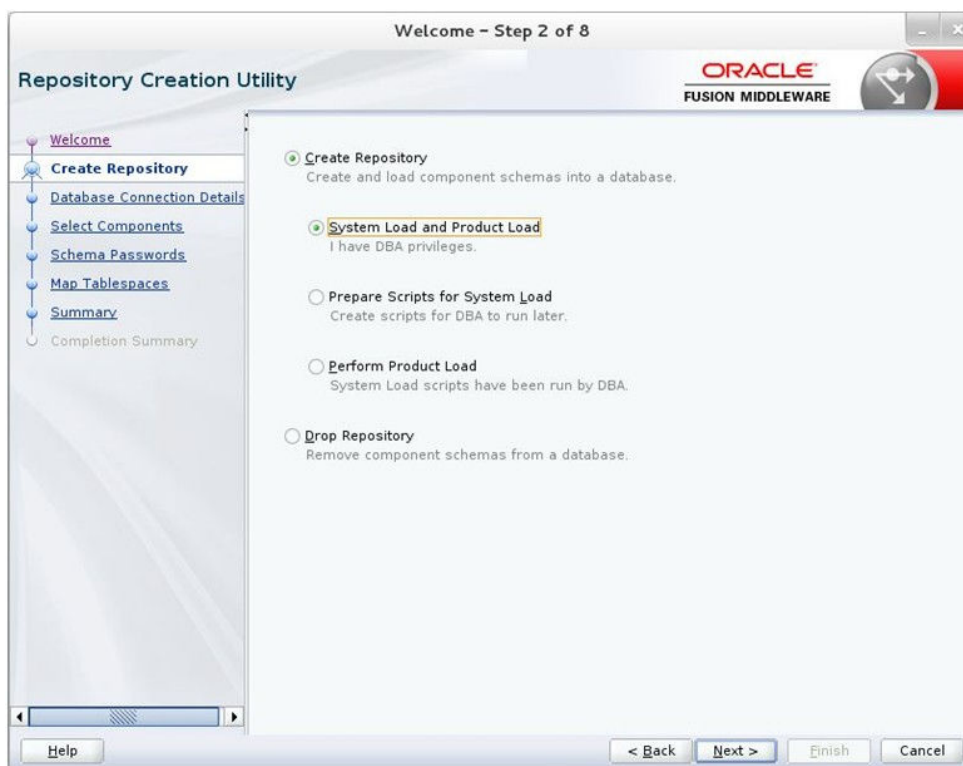 Welcome – Step 2 of 8
Repository Creation Utility
ORACLE
FUSION MIDDLEWARE
Welcome
Create Repository
Database Connection Details
Select Components
Schema Passwords
Map Tablespaces
Summary
Completion Summary
Create Repository
Create and load component schemas into a database.
System Load and Product Load
I have DBA privileges.
Prepare Scripts for System Load
Create scripts for DBA to run later.
Perform Product Load
System Load scripts have been run by DBA.
Drop Repository
Remove component schemas from a database.
Help
< Back
Next >
Finish
Cancel